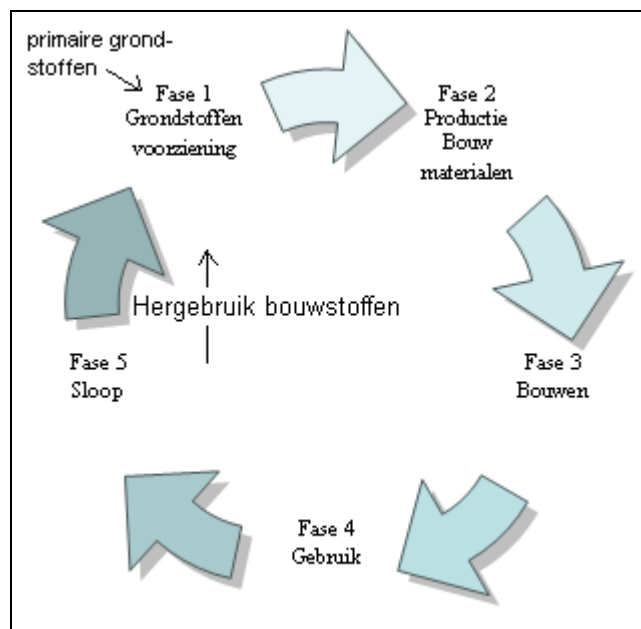 primaire grond-
stoffen
Fase 1
Grondstoffen
voorziening
Fase 2
Productie
Bouw
materialen
Fase 3
Bouwen
Fase 4
Gebruik
Fase 5
Sloop
Hergebruik bouwstoffen